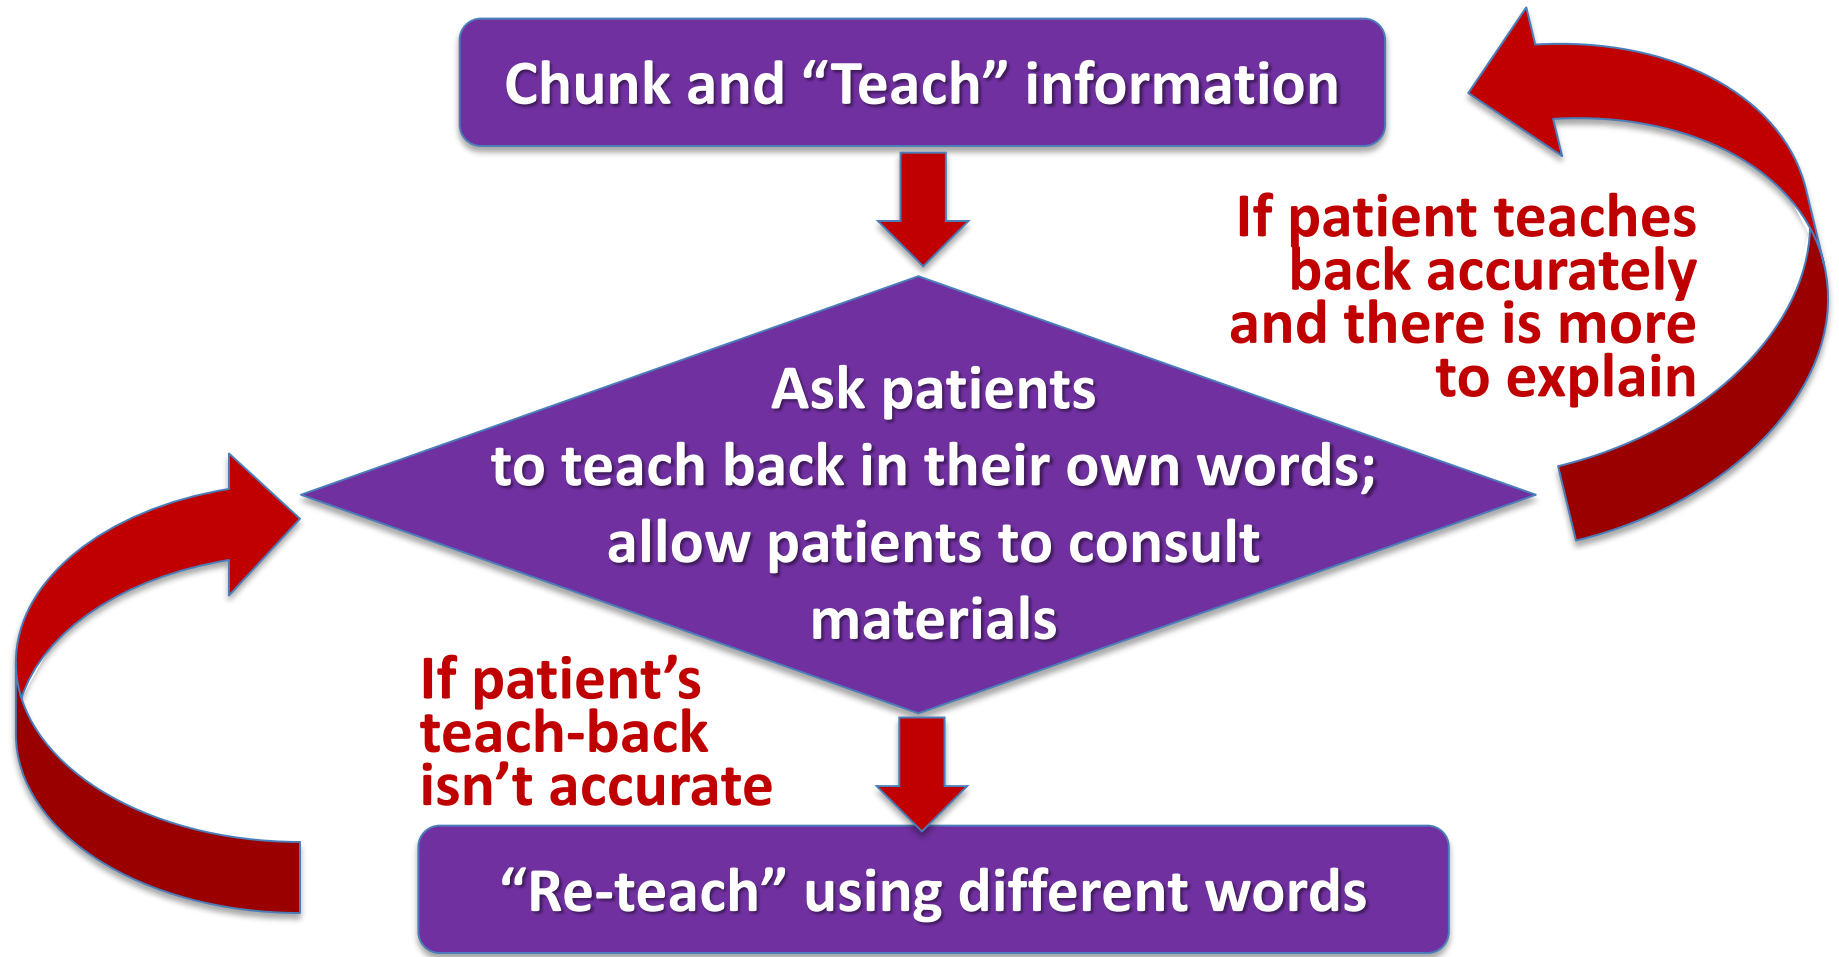 Chunk and “Teach” information
If patient teaches
back accurately
and there is more
to explain
Ask patients
to teach back in their own words;
allow patients to consult
materials
If patient’s
teach-back
isn’t accurate
“Re-teach” using different words